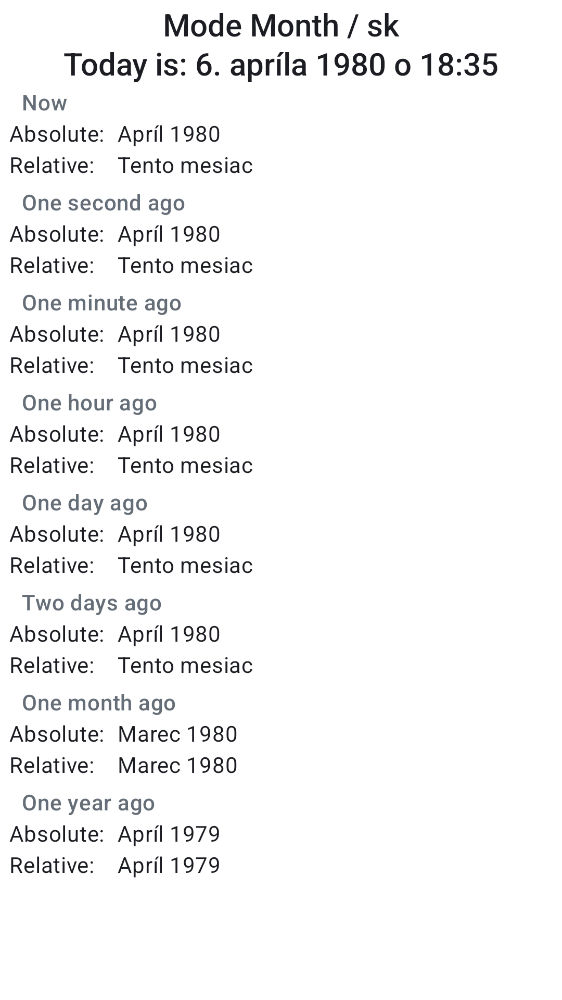 Mode Month / sk
Today is: 6. apríla 1980 o 18:35
Now
Absolute: Apríl 1980
Relative: Tento mesiac
One second ago
Absolute: Apríl 1980
Relative: Tento mesiac
One minute ago
Absolute: Apríl 1980
Relative: Tento mesiac
One hour ago
Absolute: Apríl 1980
Relative: Tento mesiac
One day ago
Absolute: Apríl 1980
Relative: Tento mesiac
Two days ago
Absolute: Apríl 1980
Relative: Tento mesiac
One month ago
Absolute: Marec 1980
Relative: Marec 1980
One year ago
Absolute: Apríl 1979
Relative: Apríl 1979